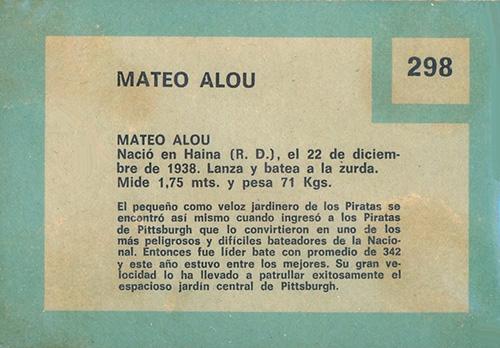 298
MATEO ALOU
MATEO ALOU
Nació en Haina (R. D.), el 22 de diciem-
bre de 1938. Lanza y batea a la zurda.
Mide 1,75 mts. y pesa 71 Kgs.
El pequeño como veloz jardinero de los Piratas se
encontró así mismo cuando ingresó a los Piratas
de Pittsburgh que lo convirtieron en uno de los
más peligrosos y difíciles bateadores de la Nacio-
nal. Entonces fue líder bate con promedio de 342
y este año estuvo entre los mejores. Su gran ve-
locidad lo ha llevado a patrullar exitosamente el
espacioso jardín central de Pittsburgh.